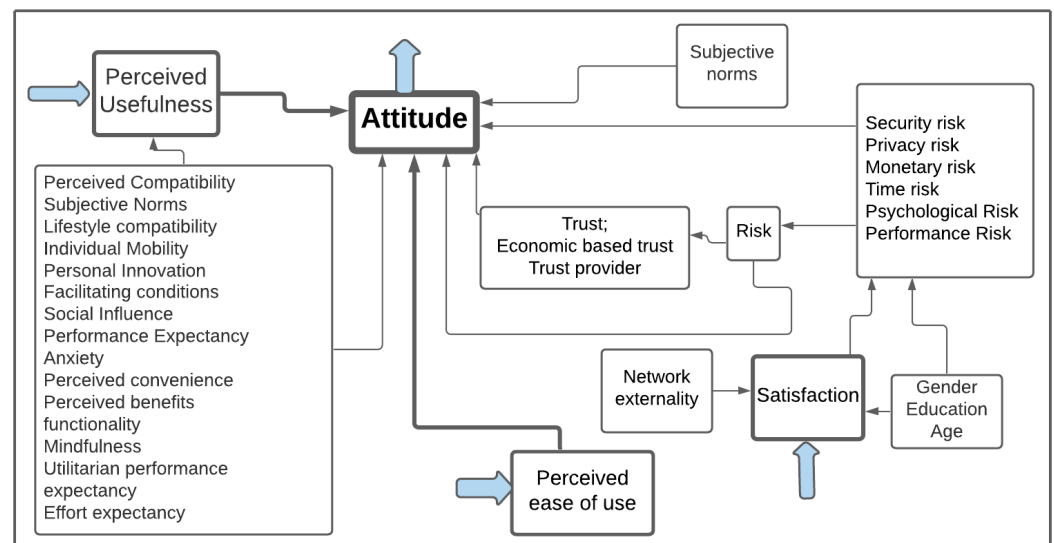 Perceived
Usefulness
Attitude
Subjective
norms
Security risk
Privacy risk
Monetary risk
Time risk
Psychological Risk
Performance Risk
Perceived Compatibility
Subjective Norms
Lifestyle compatibility
Individual Mobility
Personal Innovation
Facilitating conditions
Social Influence
Performance Expectancy
Anxiety
Perceived convenience
Perceived benefits
functionality
Mindfulness
Utilitarian performance
expectancy
Effort expectancy
Trust;
Economic based trust
Trust provider
Risk
Network
externality
Satisfaction
Gender
Education
Age
Perceived
ease of use